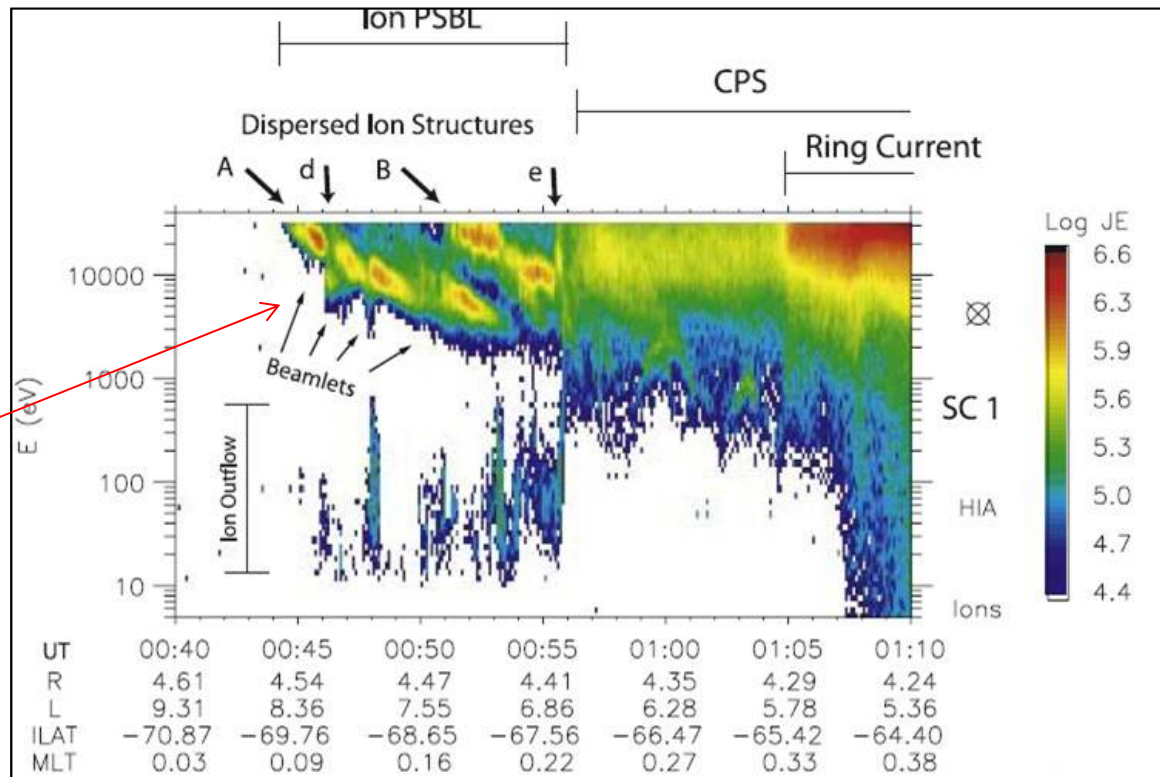 Ion PSBL
CPS
Dispersed Ion Structures
Ring Current
A d B e
Log JE
6.6
6.3
5.9
5.6
5.3
5.0
4.7
4.4
E (eV)
10000
1000
100
10
Beamlets
Ion Outflow
SC 1
HIA
Ions
UT 00:40 00:45 00:50 00:55 01:00 01:05 01:10
R 4.61 4.54 4.47 4.41 4.35 4.29 4.24
L 9.31 8.36 7.55 6.86 6.28 5.78 5.36
ILAT -70.87 -69.76 -68.65 -67.56 -66.47 -65.42 -64.40
MLT 0.03 0.09 0.16 0.22 0.27 0.33 0.38